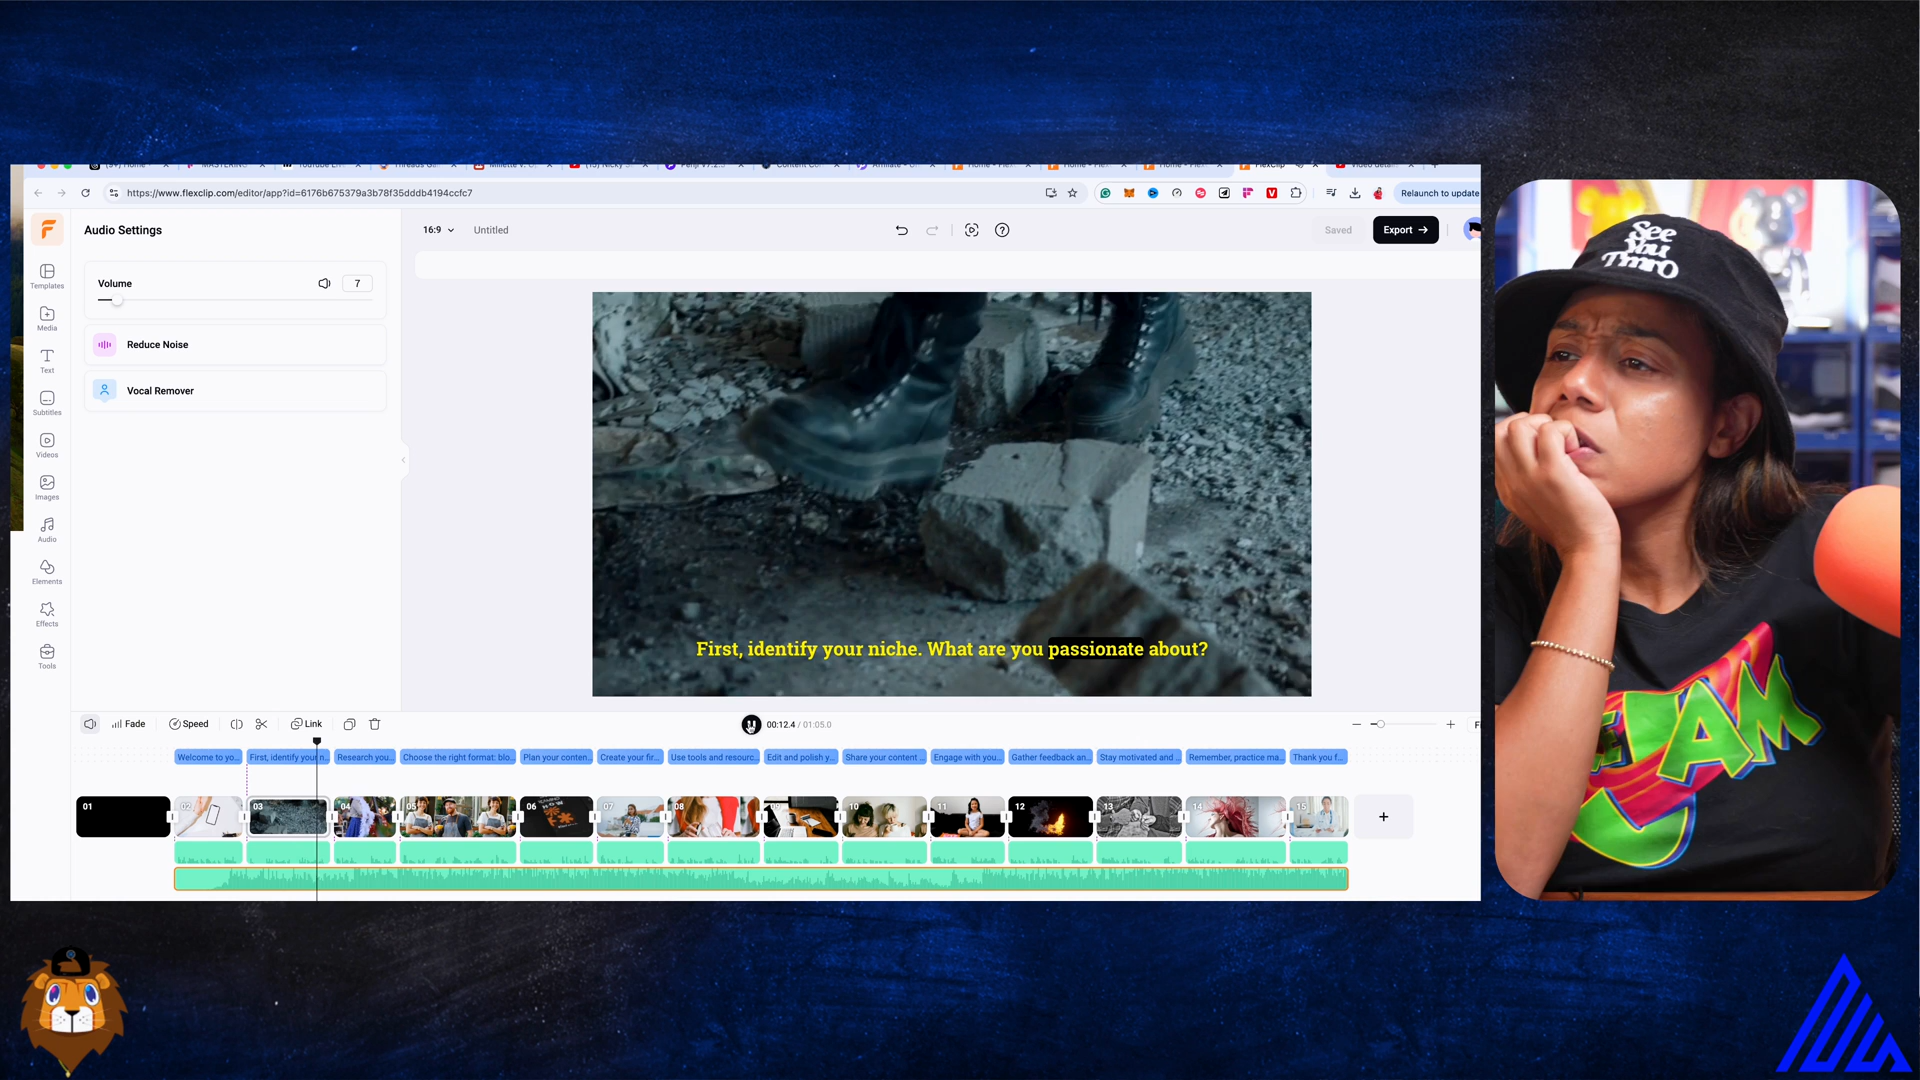 https://www.flexclip.com/editor/app?id=6176b675379a3b78f35dddb4194ccfc7
Relaunch to update
Audio Settings
16:9
Untitled
Saved
Export
Templates
Media
Text
Subtitles
Videos
Images
Audio
Elements
Effects
Tools
Volume
7
Reduce Noise
Vocal Remover
See
You
Tmro
First, identify your niche. What are you passionate about?
Fade
Speed
Link
00:12.4 / 01:05.0
Welcome to yo...
First, identify your n...
Research you...
Choose the right format: blo...
Plan your conten...
Create your fir...
Use tools and resourc...
Edit and polish y...
Share your content ...
Engage with you...
Gather feedback an...
Stay motivated and ...
Remember, practice ma...
Thank you f...
01
02
03
04
05
06
07
08
09
10
11
12
13
14
15
JAM